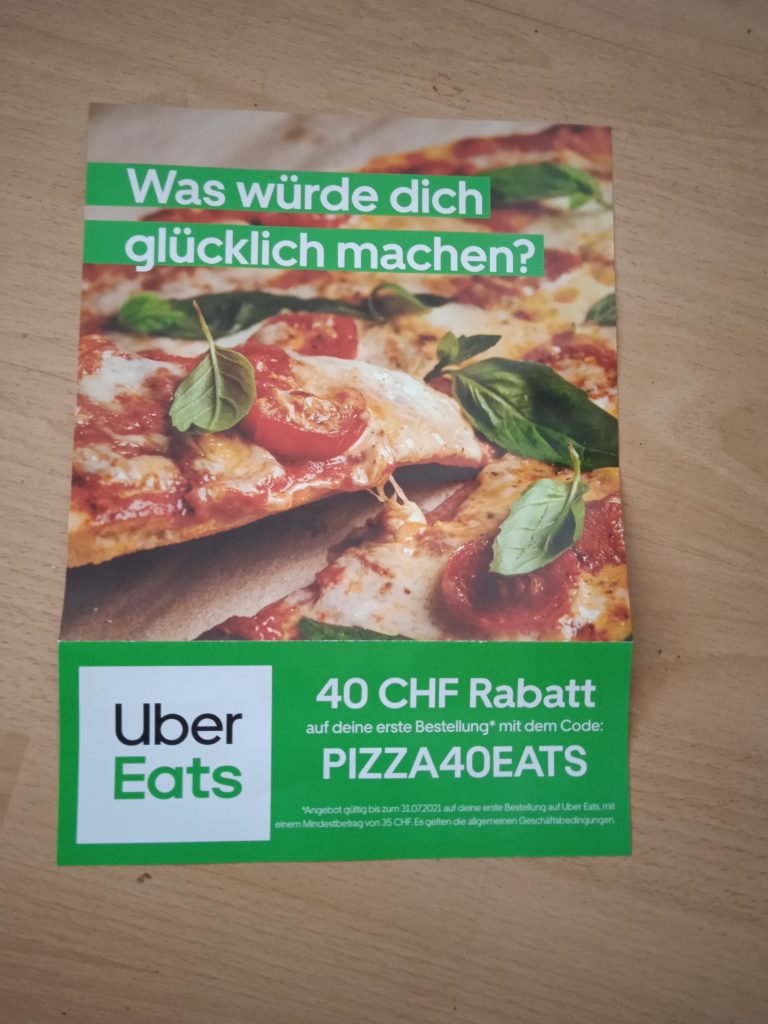 Was würde dich
glücklich machen?
Uber
Eats
40 CHF Rabatt
auf deine erste Bestellung* mit dem Code:
PIZZA40EATS
*Angebot gültig bis zum 31.07.2021 auf deine erste Bestellung auf Uber Eats, mit
einem Mindestbetrag von 35 CHF. Es gelten die allgemeinen Geschäftsbedingungen.